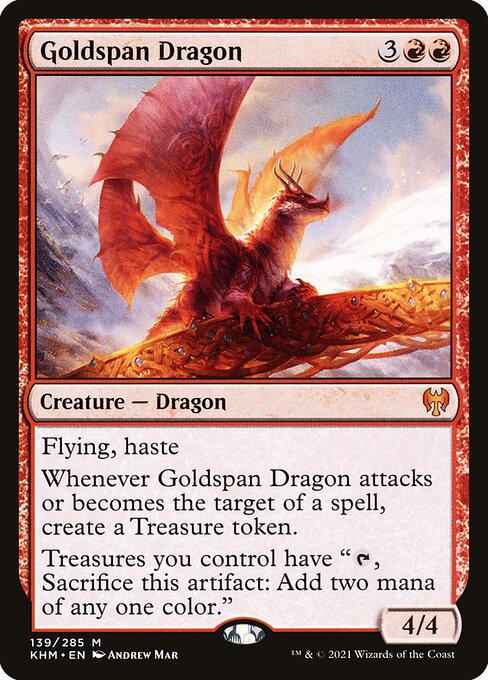 Goldspan Dragon 3
Creature — Dragon
Flying, haste
Whenever Goldspan Dragon attacks
or becomes the target of a spell,
create a Treasure token.
Treasures you control have “ ,
Sacrifice this artifact: Add two mana
of any one color.”
4/4
139/285 M
KHM • EN Andrew Mar
™ & © 2021 Wizards of the Coast